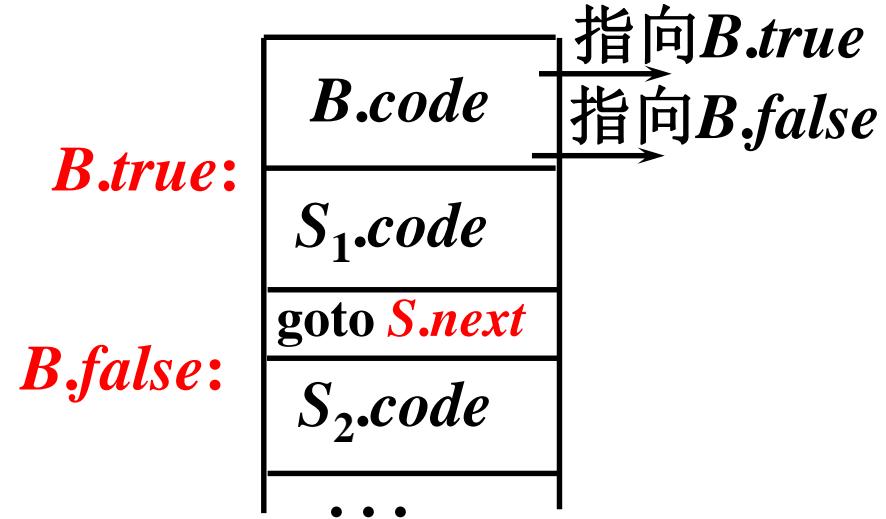 指向B.true
B.code
指向B.false
B.true:
S₁.code
goto S.next
B.false:
S₂.code
...